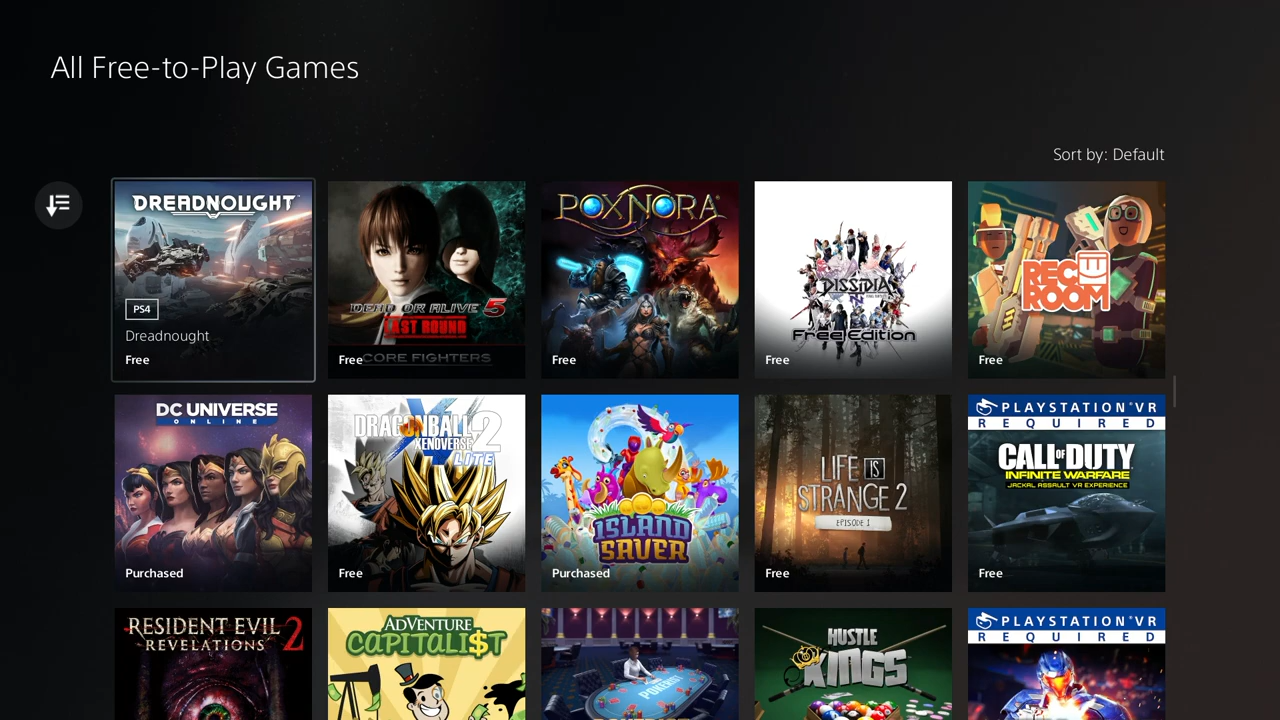 All Free-to-Play Games
Sort by: Default
DREADNOUGHT
PS4
Dreadnought
Free
DEAD OR ALIVE 5
LAST ROUND
CORE FIGHTERS
Free
POXNORA
Free
DISSIDIA
Free Edition
Free
REC
ROOM
Free
DC UNIVERSE
ONLINE
Purchased
DRAGONBALL
XENOVERSE 2
LITE
Free
ISLAND
SAVER
Purchased
LIFE IS
STRANGE 2
EPISODE 1
Free
PLAYSTATION®VR
REQUIRED
CALL OF DUTY
INFINITE WARFARE
JACKAL ASSAULT VR EXPERIENCE
Free
RESIDENT EVIL
REVELATIONS 2
ADVENTURE
CAPITALI$T
HUSTLE
KINGS
PLAYSTATION®VR
REQUIRED